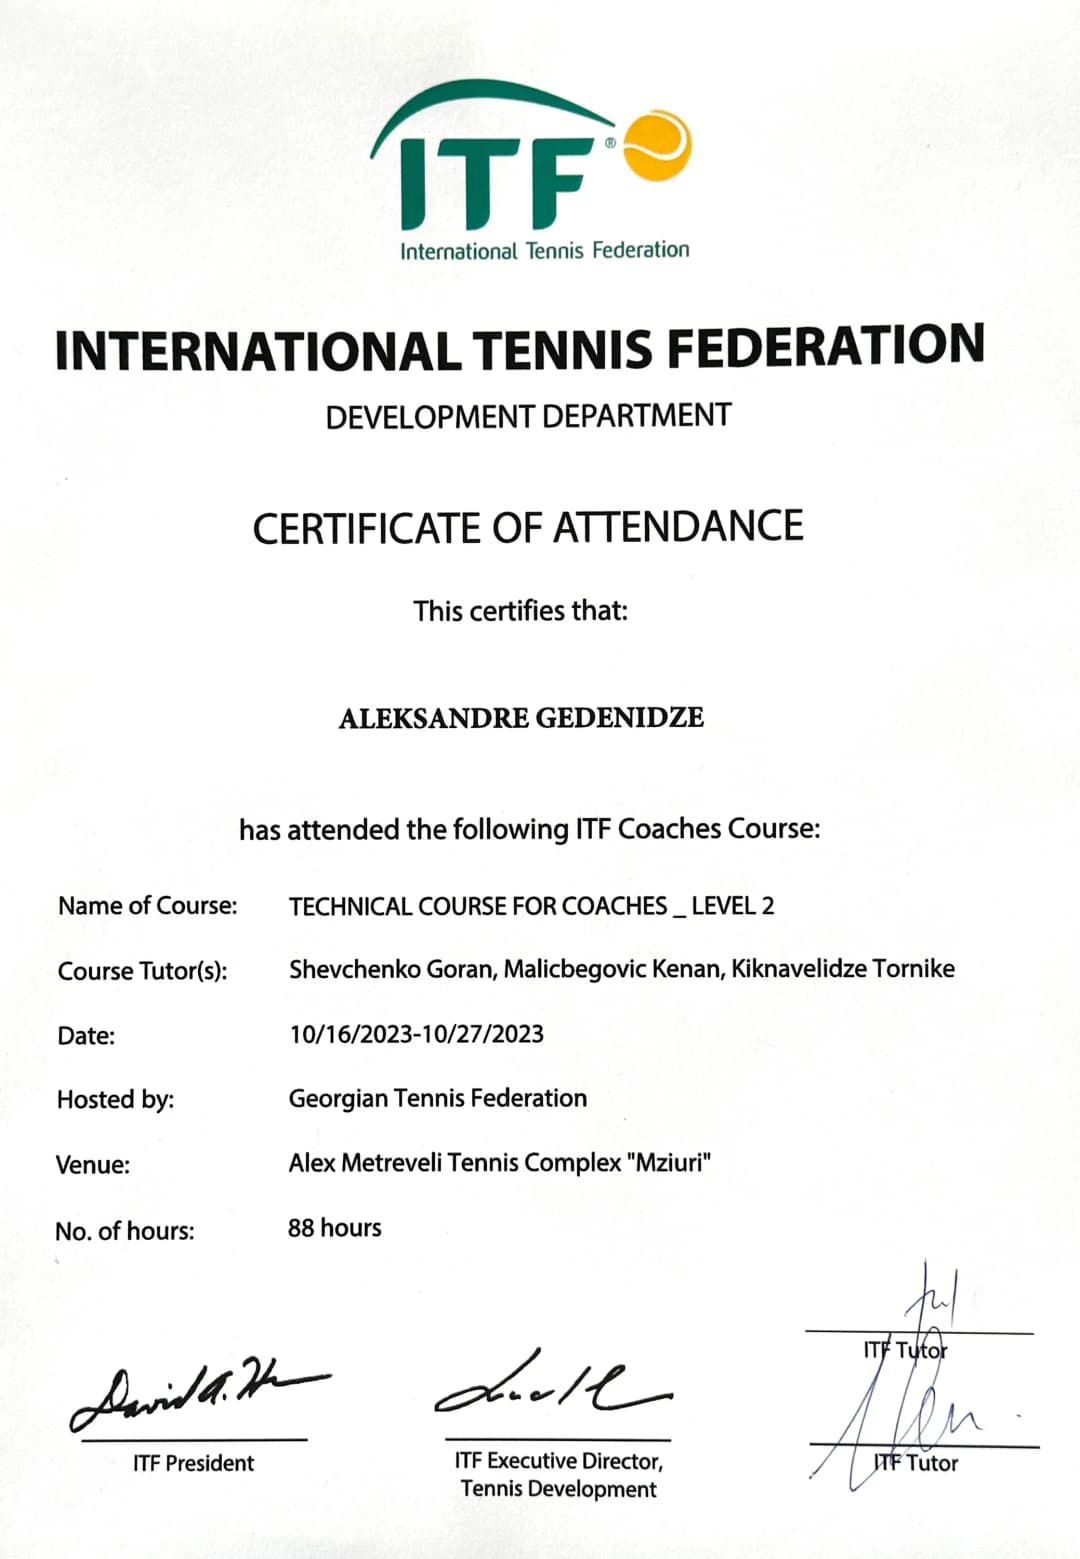 ITF®
International Tennis Federation
INTERNATIONAL TENNIS FEDERATION
DEVELOPMENT DEPARTMENT
CERTIFICATE OF ATTENDANCE
This certifies that:
ALEKSANDRE GEDENIDZE
has attended the following ITF Coaches Course:
Name of Course: TECHNICAL COURSE FOR COACHES _ LEVEL 2
Course Tutor(s): Shevchenko Goran, Malicbegovic Kenan, Kiknavelidze Tornike
Date: 10/16/2023-10/27/2023
Hosted by: Georgian Tennis Federation
Venue: Alex Metreveli Tennis Complex "Mziuri"
No. of hours: 88 hours
ITF Tutor
David A.
ITF President
ITF Executive Director,
Tennis Development
ITF Tutor